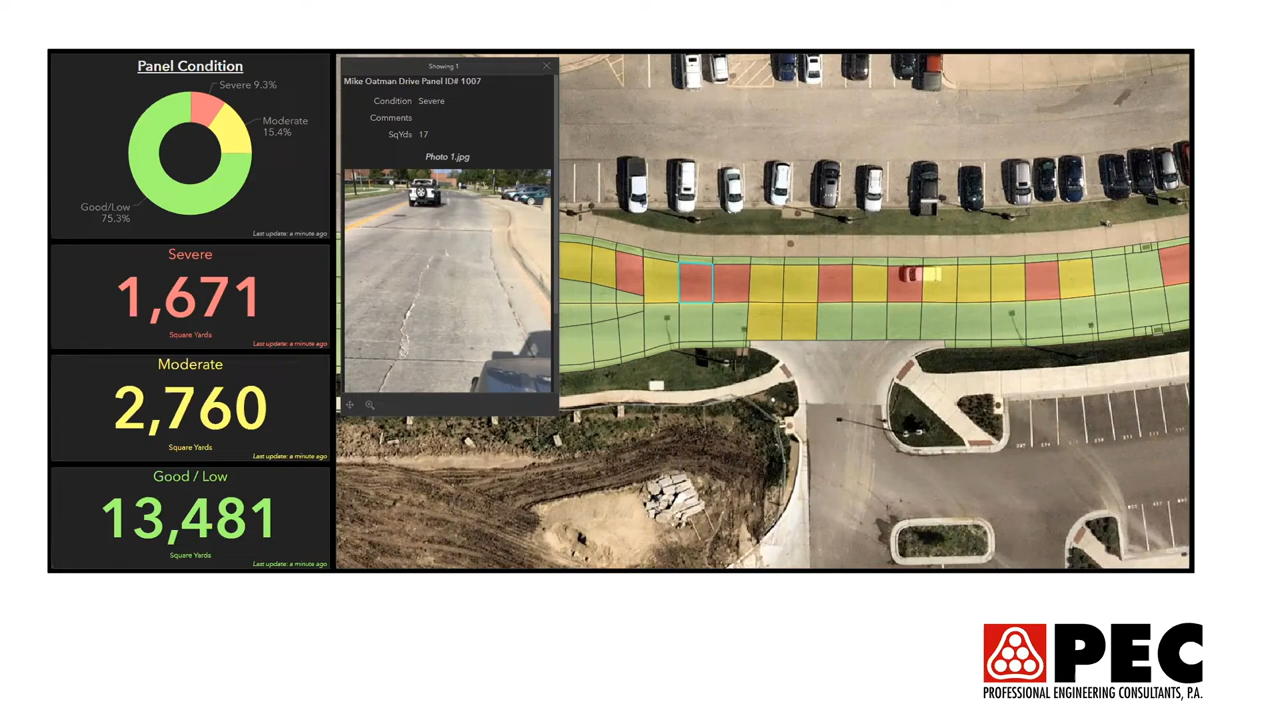 Panel Condition
Severe 9.3%
Moderate
15.4%
Good/Low
75.3%
Last update: a minute ago
Severe
1,671
Square Yards
Last update: a minute ago
Moderate
2,760
Square Yards
Last update: a minute ago
Good / Low
13,481
Square Yards
Last update: a minute ago
Showing 1
Mike Oatman Drive Panel ID# 1007
Condition Severe
Comments
SqYds 17
Photo 1.jpg
PEC
PROFESSIONAL ENGINEERING CONSULTANTS, P.A.